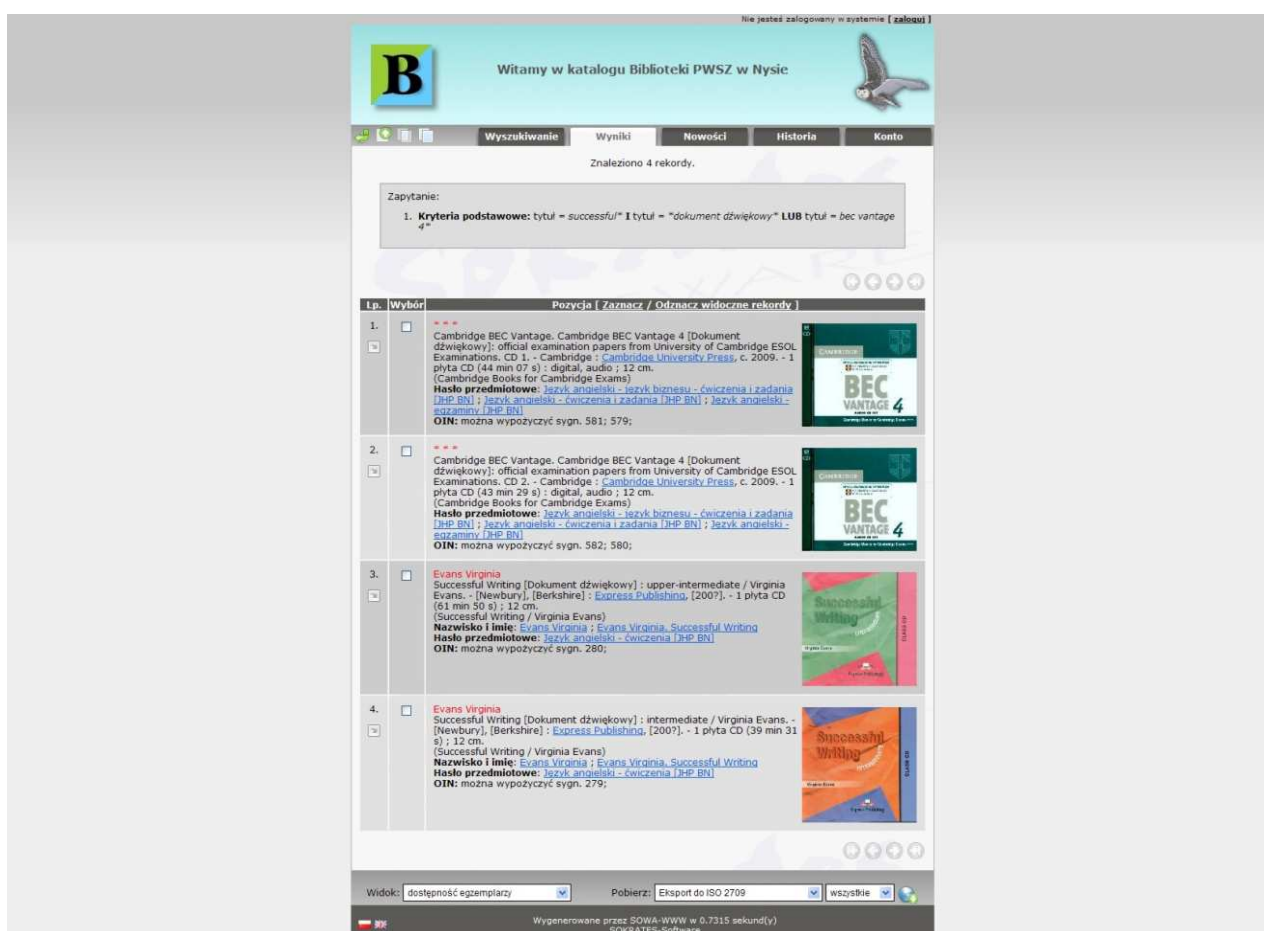 Nie jesteś zalogowany w systemie [ zaloguj ]
B
Witamy w katalogu Biblioteki PWSZ w Nysie
Wyszukiwanie Wyniki Nowości Historia Konto
Znaleziono 4 rekordy.
Zapytanie:
1. Kryteria podstawowe: tytuł = successful* I tytuł = "dokument dźwiękowy" LUB tytuł = bec vantage
4"
Lp. Wybór Pozycja [ Zaznacz / Odznacz widoczne rekordy ]
1. * * *
Cambridge BEC Vantage. Cambridge BEC Vantage 4 [Dokument
dźwiękowy]: official examination papers from University of Cambridge ESOL
Examinations. CD 1. - Cambridge : Cambridge University Press, c. 2009. - 1
płyta CD (44 min 07 s) : digital, audio ; 12 cm.
(Cambridge Books for Cambridge Exams)
Hasło przedmiotowe: Język angielski - język biznesu - ćwiczenia i zadania
[JHP BN] ; Język angielski - ćwiczenia i zadania [JHP BN] ; Język angielski -
egzaminy [JHP BN]
OIN: można wypożyczyć sygn. 581; 579;
CAMBRIDGE
BEC
VANTAGE 4
2. * * *
Cambridge BEC Vantage. Cambridge BEC Vantage 4 [Dokument
dźwiękowy]: official examination papers from University of Cambridge ESOL
Examinations. CD 2. - Cambridge : Cambridge University Press, c. 2009. - 1
płyta CD (43 min 29 s) : digital, audio ; 12 cm.
(Cambridge Books for Cambridge Exams)
Hasło przedmiotowe: Język angielski - język biznesu - ćwiczenia i zadania
[JHP BN] ; Język angielski - ćwiczenia i zadania [JHP BN] ; Język angielski -
egzaminy [JHP BN]
OIN: można wypożyczyć sygn. 582; 580;
CAMBRIDGE
BEC
VANTAGE 4
3. Evans Virginia
Successful Writing [Dokument dźwiękowy] : upper-intermediate / Virginia
Evans. - [Newbury], [Berkshire] : Express Publishing, [200?]. - 1 płyta CD
(61 min 50 s) ; 12 cm.
(Successful Writing / Virginia Evans)
Nazwisko i imię: Evans Virginia ; Evans Virginia. Successful Writing
Hasło przedmiotowe: Język angielski - ćwiczenia [JHP BN]
OIN: można wypożyczyć sygn. 280;
Successful
Writing
CLASS CD
4. Evans Virginia
Successful Writing [Dokument dźwiękowy] : intermediate / Virginia Evans. -
[Newbury], [Berkshire] : Express Publishing, [200?]. - 1 płyta CD (39 min 31
s) ; 12 cm.
(Successful Writing / Virginia Evans)
Nazwisko i imię: Evans Virginia ; Evans Virginia. Successful Writing
Hasło przedmiotowe: Język angielski - ćwiczenia [JHP BN]
OIN: można wypożyczyć sygn. 279;
Successful
Writing
CLASS CD
Widok: dostępność egzemplarzy Pobierz: Eksport do ISO 2709 wszystkie
Wygenerowane przez SOWA-WWW w 0.7315 sekund(y)
SOKRATES-Software